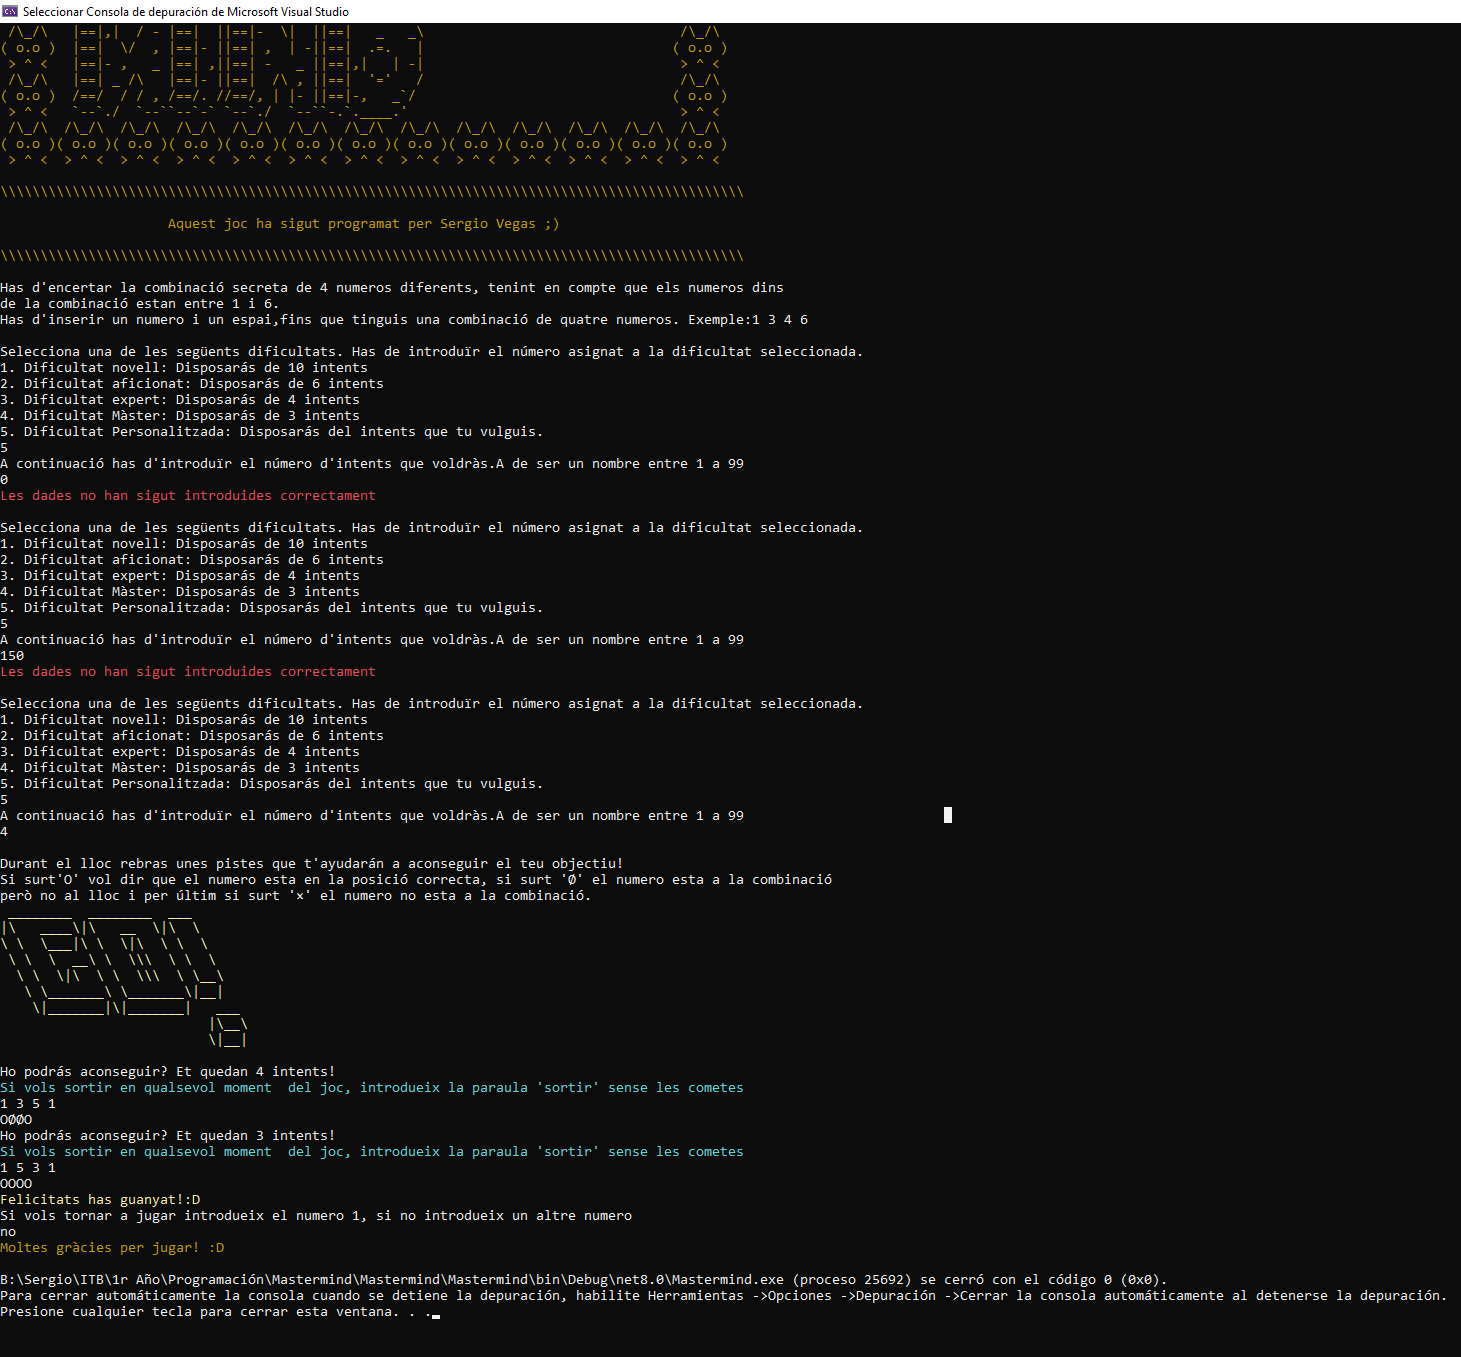 Seleccionar Consola de depuración de Microsoft Visual Studio
 /\_/\   |==|,|  / - |==|  ||==|-  \|  ||==|   _   _\                                /\_/\
( o.o )  |==|  \/  , |==|- ||==| ,  | -||==|  .=.   |                               ( o.o )
 > ^ <   |==|- ,   _ |==| ,||==| -   _ ||==|,|   | -|                                > ^ <
 /\_/\   |==| _ /\   |==|- ||==|  /\ , ||==|  '='   /                                /\_/\
( o.o )  /==/  / / , /==/. //==/, | |- ||==|-,   _`/                                ( o.o )
 > ^ <   `--`./  `--``--`-` `--`./  `--``-.`.____.'                                  > ^ <
 /\_/\  /\_/\  /\_/\  /\_/\  /\_/\  /\_/\  /\_/\  /\_/\  /\_/\  /\_/\  /\_/\  /\_/\  /\_/\
( o.o )( o.o )( o.o )( o.o )( o.o )( o.o )( o.o )( o.o )( o.o )( o.o )( o.o )( o.o )( o.o )
 > ^ <  > ^ <  > ^ <  > ^ <  > ^ <  > ^ <  > ^ <  > ^ <  > ^ <  > ^ <  > ^ <  > ^ <  > ^ <
\\\\\\\\\\\\\\\\\\\\\\\\\\\\\\\\\\\\\\\\\\\\\\\\\\\\\\\\\\\\\\\\\\\\\\\\\\\\\\\\\\\\\\\\\\\\\
Aquest joc ha sigut programat per Sergio Vegas ;)
\\\\\\\\\\\\\\\\\\\\\\\\\\\\\\\\\\\\\\\\\\\\\\\\\\\\\\\\\\\\\\\\\\\\\\\\\\\\\\\\\\\\\\\\\\\\\
Has d'encertar la combinació secreta de 4 numeros diferents, tenint en compte que els numeros dins
de la combinació estan entre 1 i 6.
Has d'inserir un numero i un espai,fins que tinguis una combinació de quatre numeros. Exemple:1 3 4 6
Selecciona una de les següents dificultats. Has de introduïr el número asignat a la dificultat seleccionada.
1. Dificultat novell: Disposarás de 10 intents
2. Dificultat aficionat: Disposarás de 6 intents
3. Dificultat expert: Disposarás de 4 intents
4. Dificultat Màster: Disposarás de 3 intents
5. Dificultat Personalitzada: Disposarás del intents que tu vulguis.
5
A continuació has d'introduïr el número d'intents que voldràs.A de ser un nombre entre 1 a 99
0
Les dades no han sigut introduides correctament
Selecciona una de les següents dificultats. Has de introduïr el número asignat a la dificultat seleccionada.
1. Dificultat novell: Disposarás de 10 intents
2. Dificultat aficionat: Disposarás de 6 intents
3. Dificultat expert: Disposarás de 4 intents
4. Dificultat Màster: Disposarás de 3 intents
5. Dificultat Personalitzada: Disposarás del intents que tu vulguis.
5
A continuació has d'introduïr el número d'intents que voldràs.A de ser un nombre entre 1 a 99
150
Les dades no han sigut introduides correctament
Selecciona una de les següents dificultats. Has de introduïr el número asignat a la dificultat seleccionada.
1. Dificultat novell: Disposarás de 10 intents
2. Dificultat aficionat: Disposarás de 6 intents
3. Dificultat expert: Disposarás de 4 intents
4. Dificultat Màster: Disposarás de 3 intents
5. Dificultat Personalitzada: Disposarás del intents que tu vulguis.
5
A continuació has d'introduïr el número d'intents que voldràs.A de ser un nombre entre 1 a 99
4
Durant el lloc rebras unes pistes que t'ayudarán a aconseguir el teu objectiu!
Si surt'O' vol dir que el numero esta en la posició correcta, si surt 'Ø' el numero esta a la combinació
però no al lloc i per últim si surt '×' el numero no esta a la combinació.
 ________  ________  ___
|\   ____\|\   __  \|\  \
\ \  \___|\ \  \|\  \ \  \
 \ \  \  __\ \  \\\  \ \  \
  \ \  \|\  \ \  \\\  \ \__\
   \ \_______\ \_______\|__|
    \|_______|\|_______|   ___
                          |\__\
                          \|__|
Ho podrás aconseguir? Et quedan 4 intents!
Si vols sortir en qualsevol moment  del joc, introdueix la paraula 'sortir' sense les cometes
1 3 5 1
OØØO
Ho podrás aconseguir? Et quedan 3 intents!
Si vols sortir en qualsevol moment  del joc, introdueix la paraula 'sortir' sense les cometes
1 5 3 1
OOOO
Felicitats has guanyat!:D
Si vols tornar a jugar introdueix el numero 1, si no introdueix un altre numero
no
Moltes gràcies per jugar! :D
B:\Sergio\ITB\1r Año\Programación\Mastermind\Mastermind\Mastermind\bin\Debug\net8.0\Mastermind.exe (proceso 25692) se cerró con el código 0 (0x0).
Para cerrar automáticamente la consola cuando se detiene la depuración, habilite Herramientas ->Opciones ->Depuración ->Cerrar la consola automáticamente al detenerse la depuración.
Presione cualquier tecla para cerrar esta ventana. . .